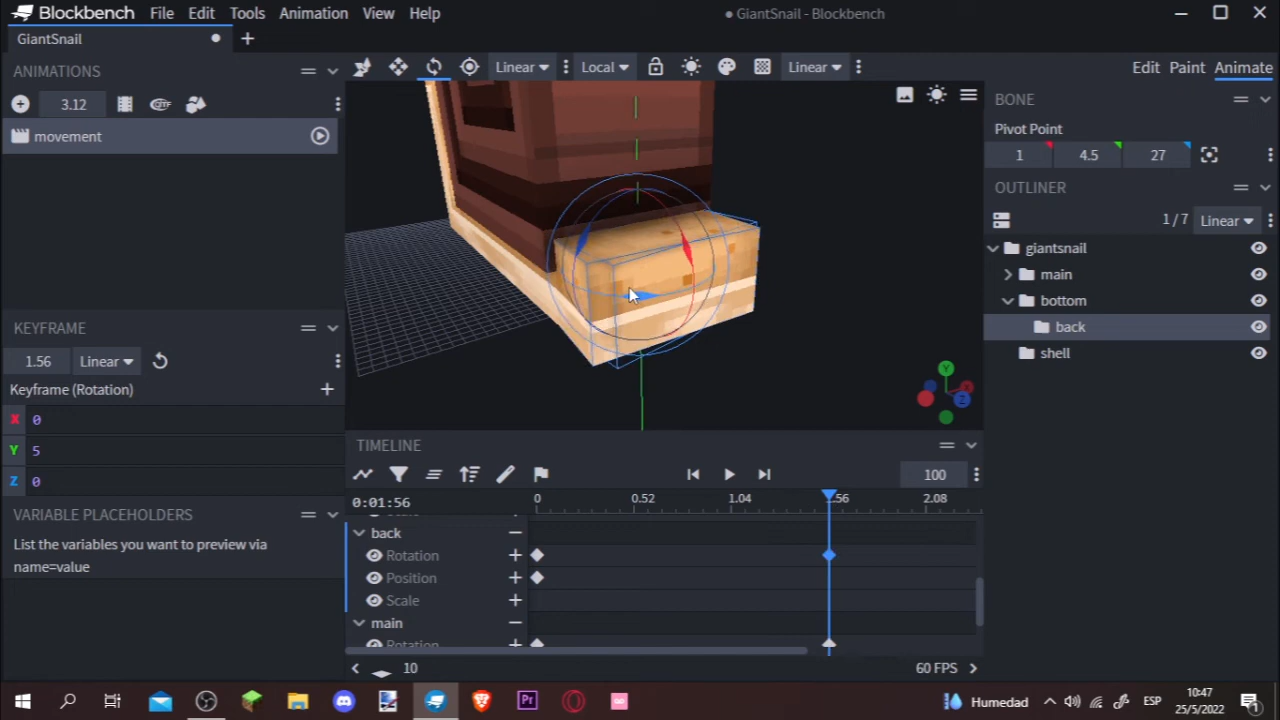 Blockbench File Edit Tools Animation View Help
GiantSnail - Blockbench
GiantSnail
ANIMATIONS
Linear Local Linear
Edit Paint Animate
3.12
movement
BONE
Pivot Point
1 4.5 27
OUTLINER
1/7 Linear
giantsnail
main
bottom
back
shell
KEYFRAME
1.56 Linear
Keyframe (Rotation)
X 0
Y 5
Z 0
VARIABLE PLACEHOLDERS
List the variables you want to preview via
name=value
Y
Z
TIMELINE
100
0:01:56 0 0.52 1.04 1.56 2.08
back
Rotation
Position
Scale
main
Rotation
10 60 FPS
Pr
Humedad ESP 10:47
25/5/2022
1